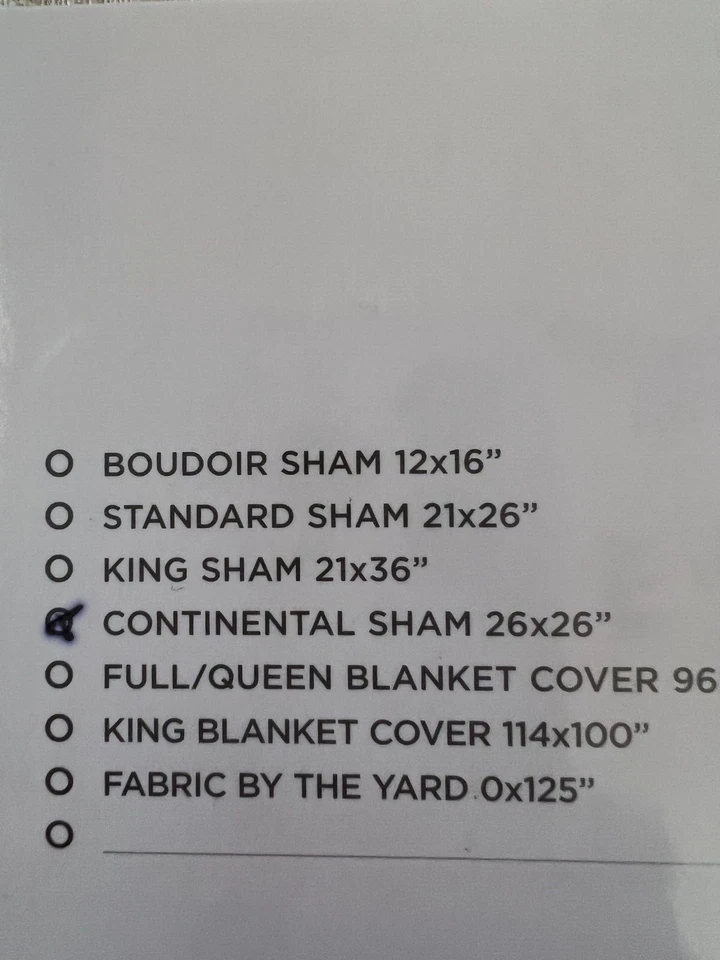 BOUDOIR SHAM 12x16”
STANDARD SHAM 21x26”
KING SHAM 21x36”
CONTINENTAL SHAM 26x26”
FULL/QUEEN BLANKET COVER 96
KING BLANKET COVER 114x100”
FABRIC BY THE YARD 0x125”